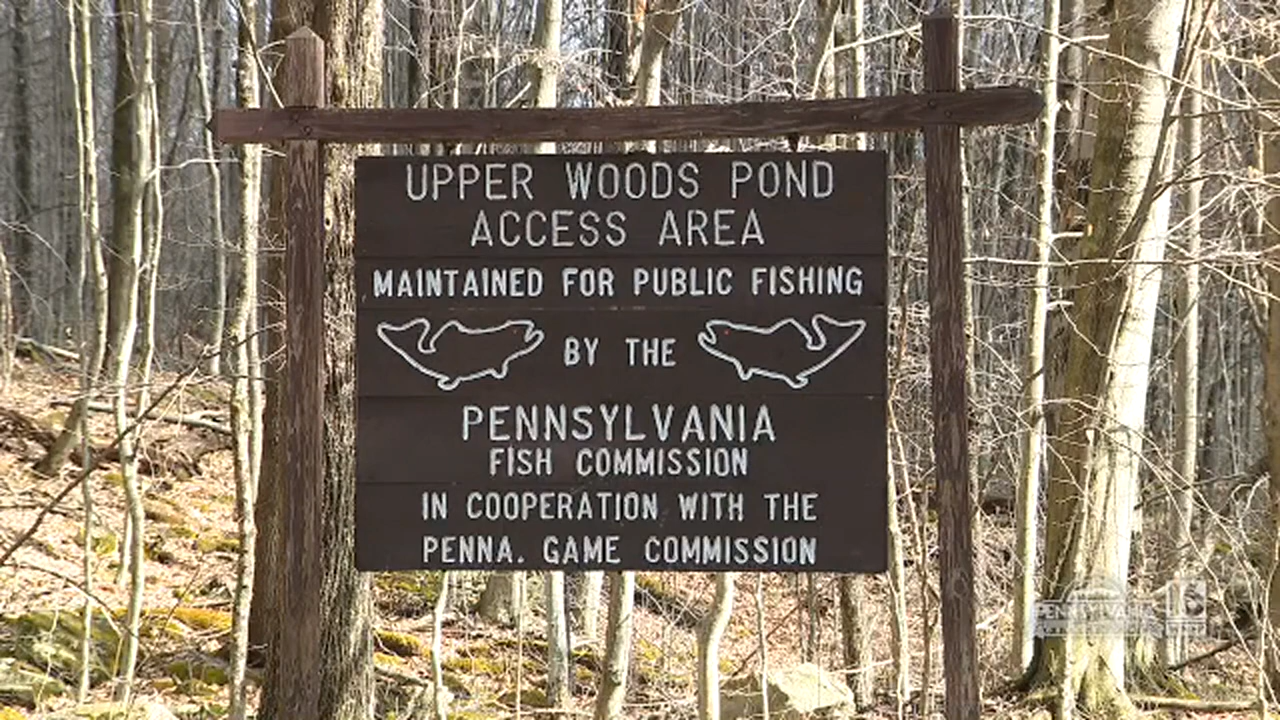 UPPER WOODS POND
ACCESS AREA
MAINTAINED FOR PUBLIC FISHING
BY THE
PENNSYLVANIA
FISH COMMISSION
IN COOPERATION WITH THE
PENNA. GAME COMMISSION
PENNSYLVANIA
16